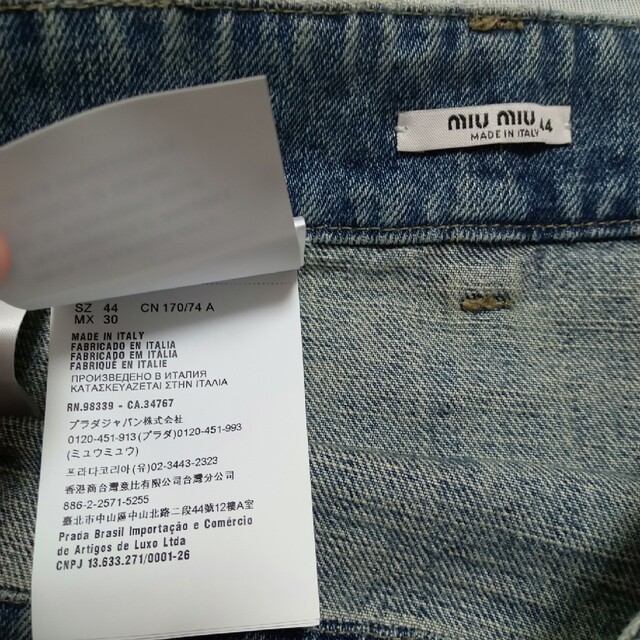 miu miu
MADE IN ITALY
44
SZ 44 CN 170/74 A
MX 30
MADE IN ITALY
FABRICADO EN ITALIA
FABRICADO EM ITÁLIA
FABRIQUÉ EN ITALIE
ПРОИЗВЕДЕНО В ИТАЛИЯ
ΚΑΤΑΣΚΕΥΑΖΕΤΑΙ ΣΤΗΝ ΙΤΑΛΙΑ
RN.98339 - CA.34767
プラダジャパン株式会社
0120-451-913 (プラダ)0120-451-993
(ミュウミュウ)
프라다코리아 (유)02-3443-2323
香港商台灣意比有限公司台灣分公司
886-2-2571-5255
臺北市中山區中山北路二段44號12樓A室
Prada Brasil Importação e Comércio
de Artigos de Luxo Ltda
CNPJ 13.633.271/0001-26